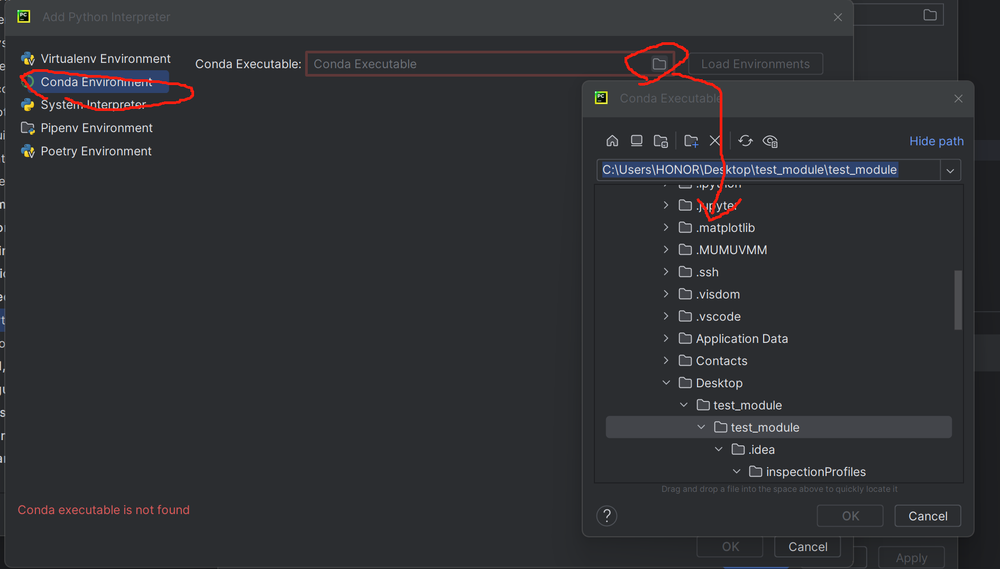 PC
Add Python Interpreter
Virtualenv Environment
Conda Environment
System Interpreter
Pipenv Environment
Poetry Environment
Conda Executable:
Conda Executable
Load Environments
PC
Conda Executable
Hide path
C:\Users\HONOR\Desktop\test_module\test_module
.ipython
.jupyter
.matplotlib
.MUMUVMM
.ssh
.visdom
.vscode
Application Data
Contacts
Desktop
test_module
test_module
.idea
inspectionProfiles
Drag and drop a file into the space above to quickly locate it
?
OK
Cancel
Conda executable is not found
OK
Cancel
Apply